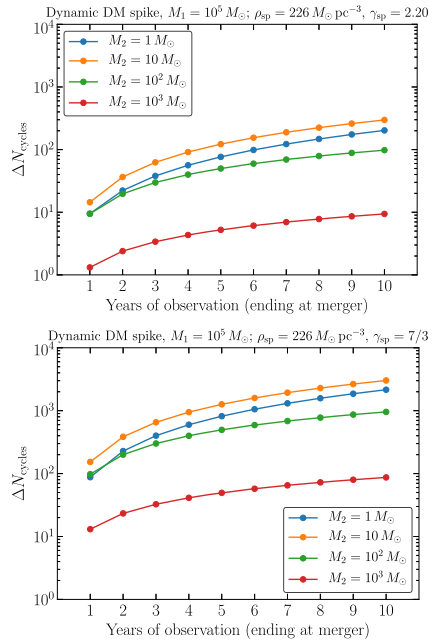 Dynamic DM spike, M₁ = 10⁵ M☉; ρsp = 226 M☉ pc⁻³, γsp = 2.20
10⁴
10³
10²
10¹
10⁰
ΔNcycles
M₂ = 1 M☉
M₂ = 10 M☉
M₂ = 10² M☉
M₂ = 10³ M☉
1 2 3 4 5 6 7 8 9 10
Years of observation (ending at merger)
Dynamic DM spike, M₁ = 10⁵ M☉; ρsp = 226 M☉ pc⁻³, γsp = 7/3
10⁴
10³
10²
10¹
10⁰
ΔNcycles
M₂ = 1 M☉
M₂ = 10 M☉
M₂ = 10² M☉
M₂ = 10³ M☉
1 2 3 4 5 6 7 8 9 10
Years of observation (ending at merger)